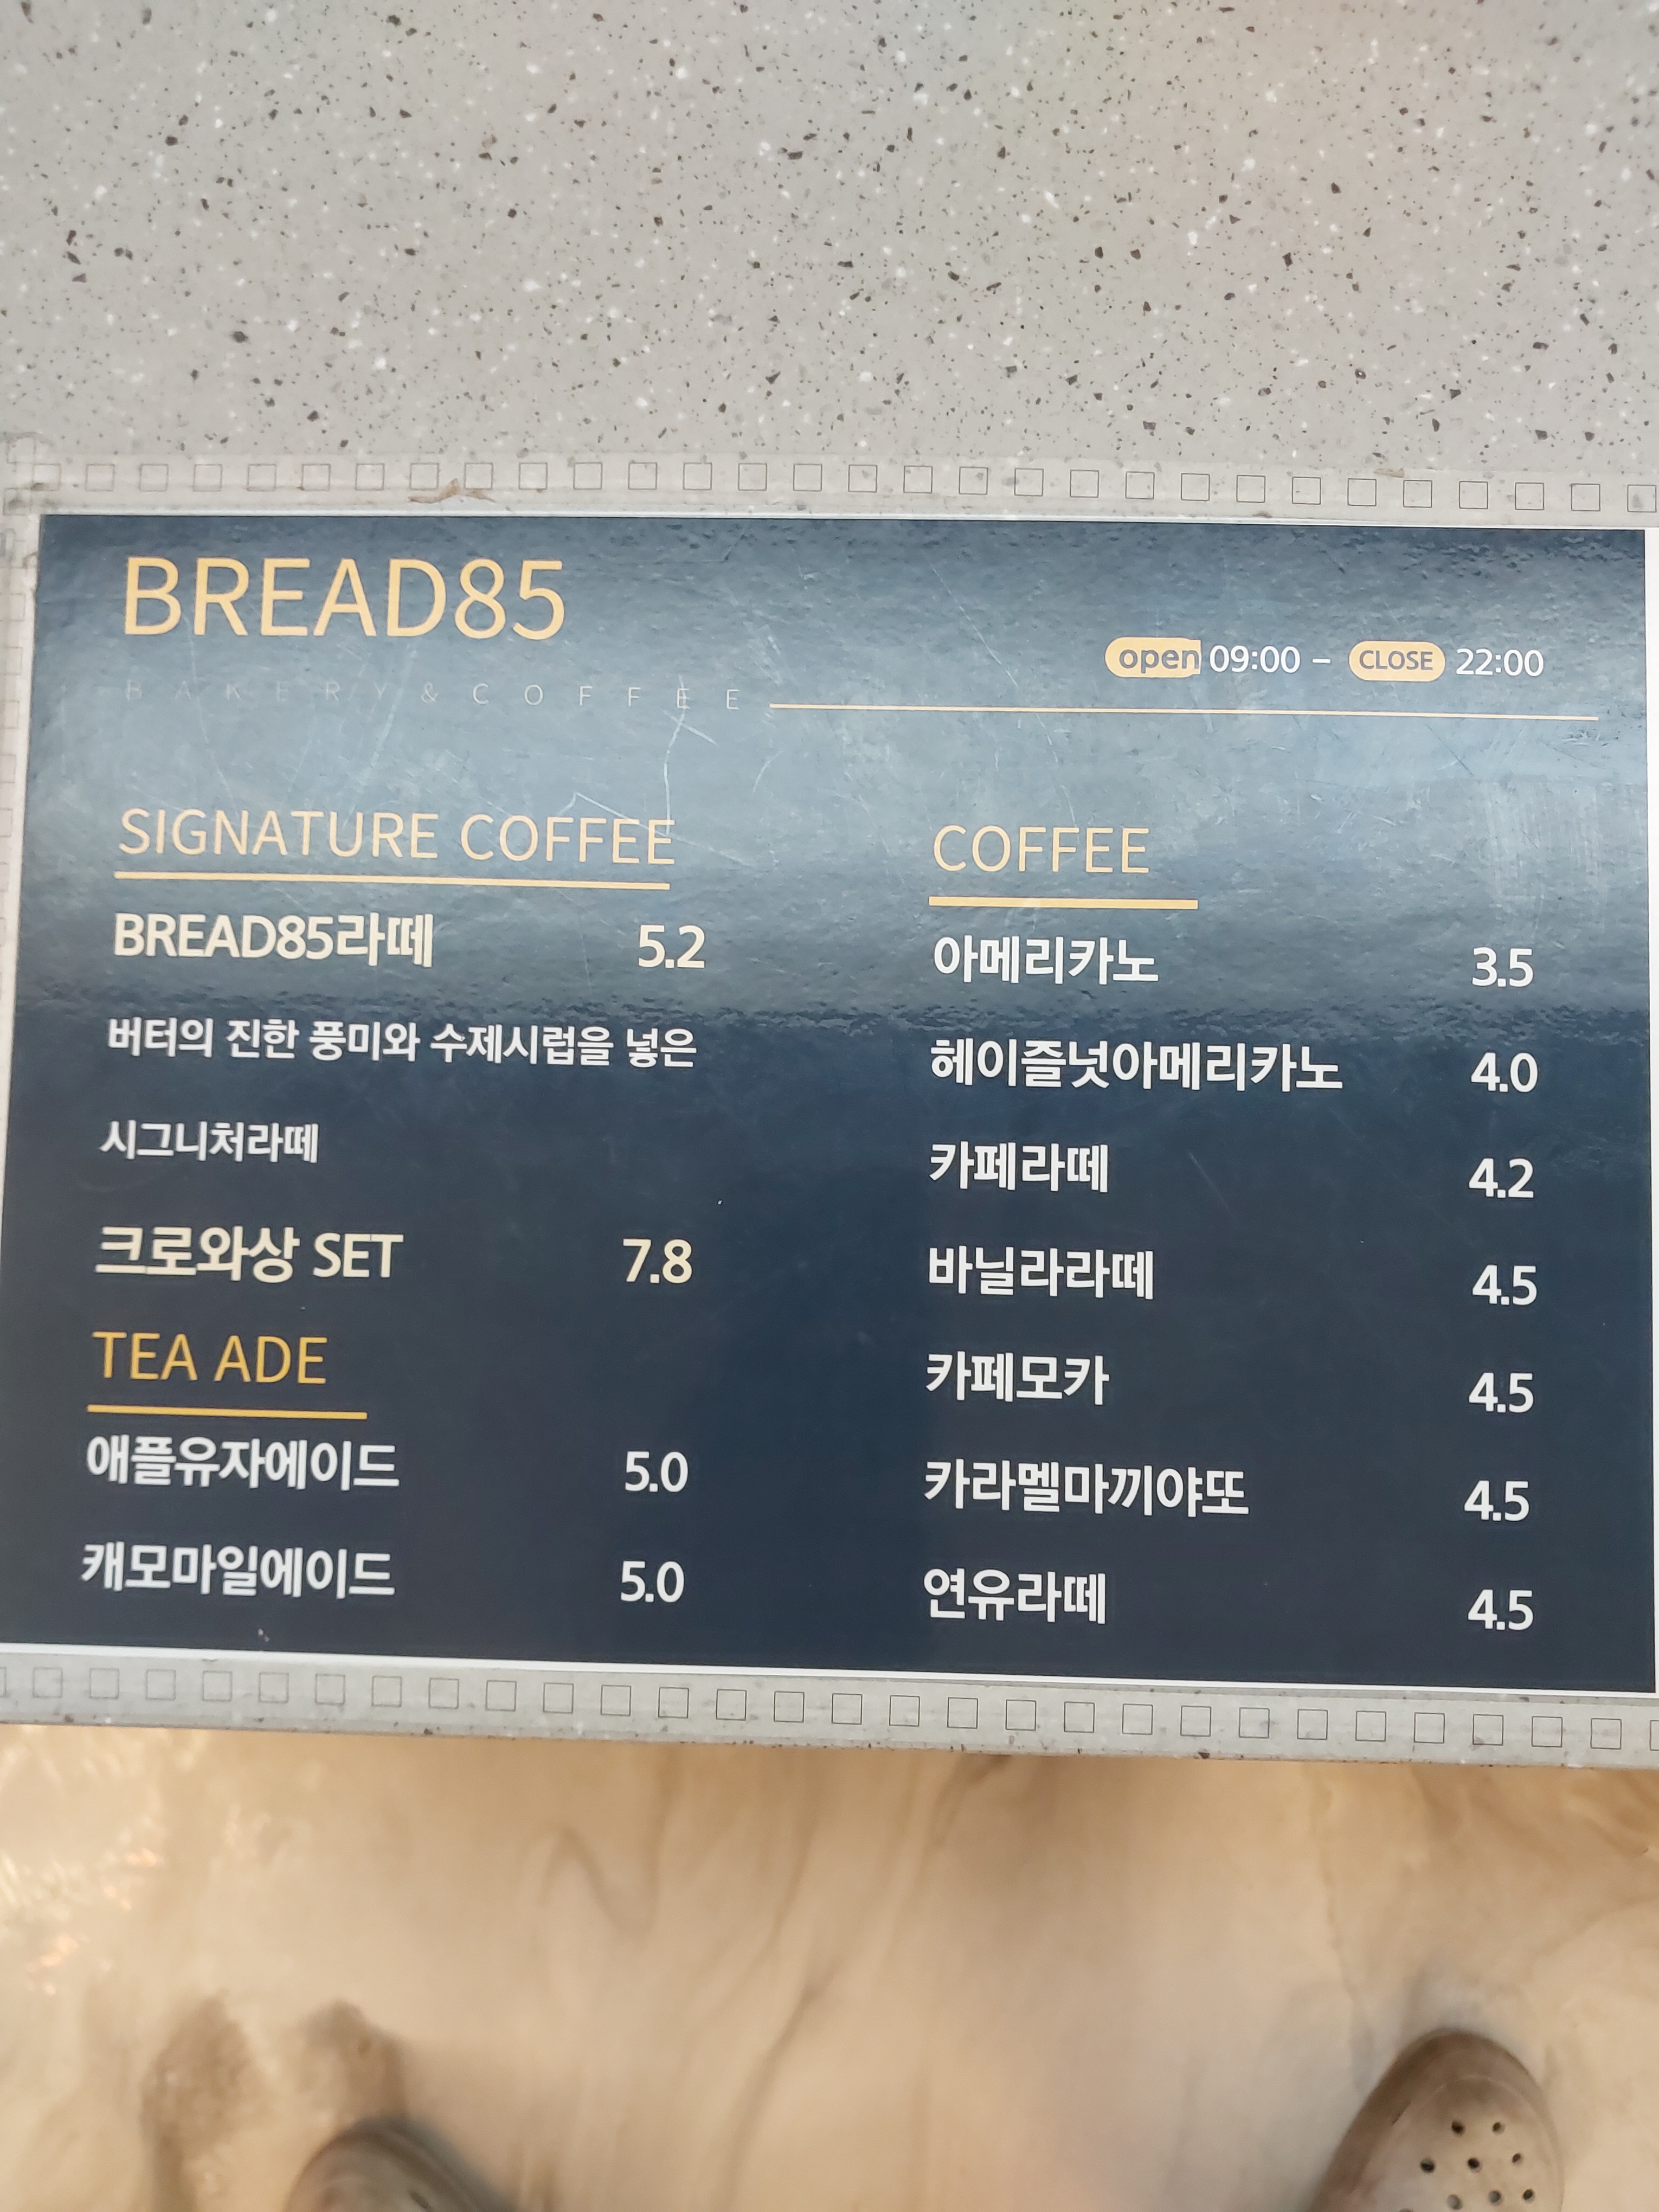 BREAD85
BAKERY&COFFEE
open 09:00 – CLOSE 22:00
SIGNATURE COFFEE
BREAD85라떼 5.2
버터의 진한 풍미와 수제시럽을 넣은
시그니처라떼
크로와상 SET 7.8
TEA ADE
애플유자에이드 5.0
캐모마일에이드 5.0
COFFEE
아메리카노 3.5
헤이즐넛아메리카노 4.0
카페라떼 4.2
바닐라라떼 4.5
카페모카 4.5
카라멜마끼야또 4.5
연유라떼 4.5